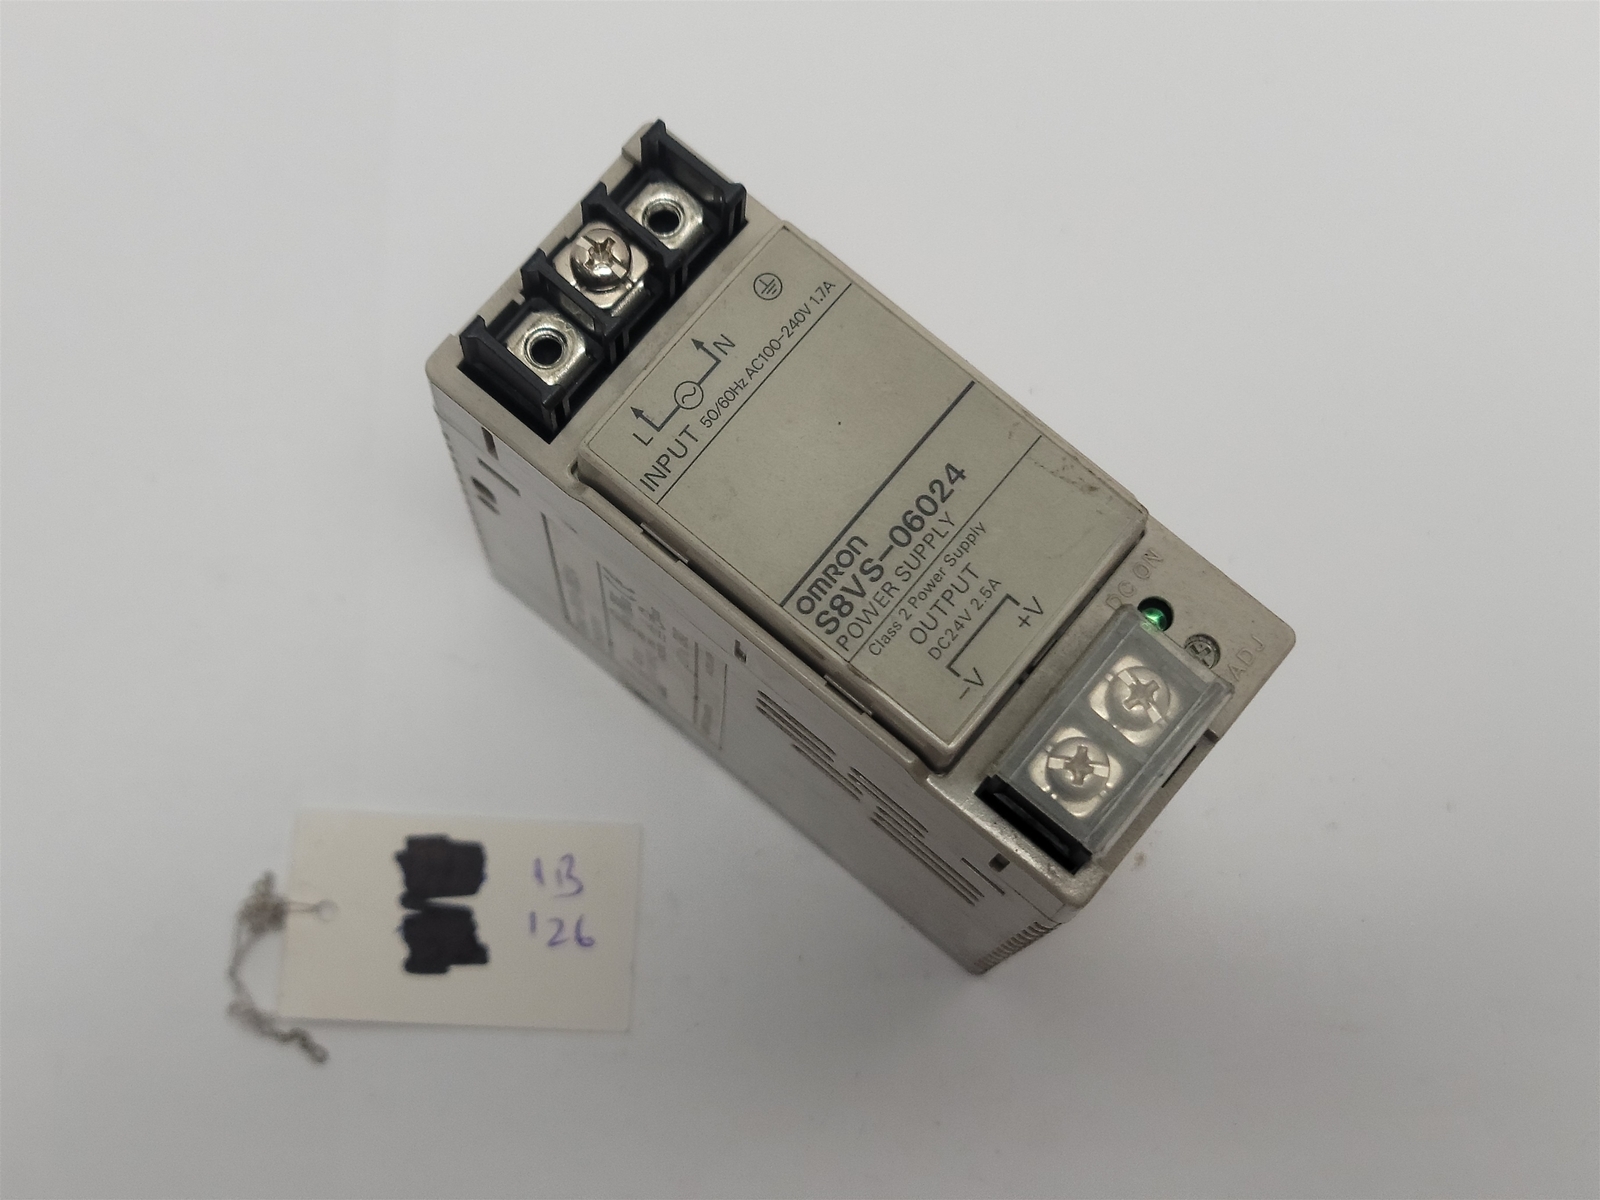 L N
INPUT 50/60Hz AC100-240V 1.7A
OMRON
S8VS-06024
POWER SUPPLY
Class 2 Power Supply
OUTPUT
DC24V 2.5A
-V +V
DC ON
V.ADJ
1B
126